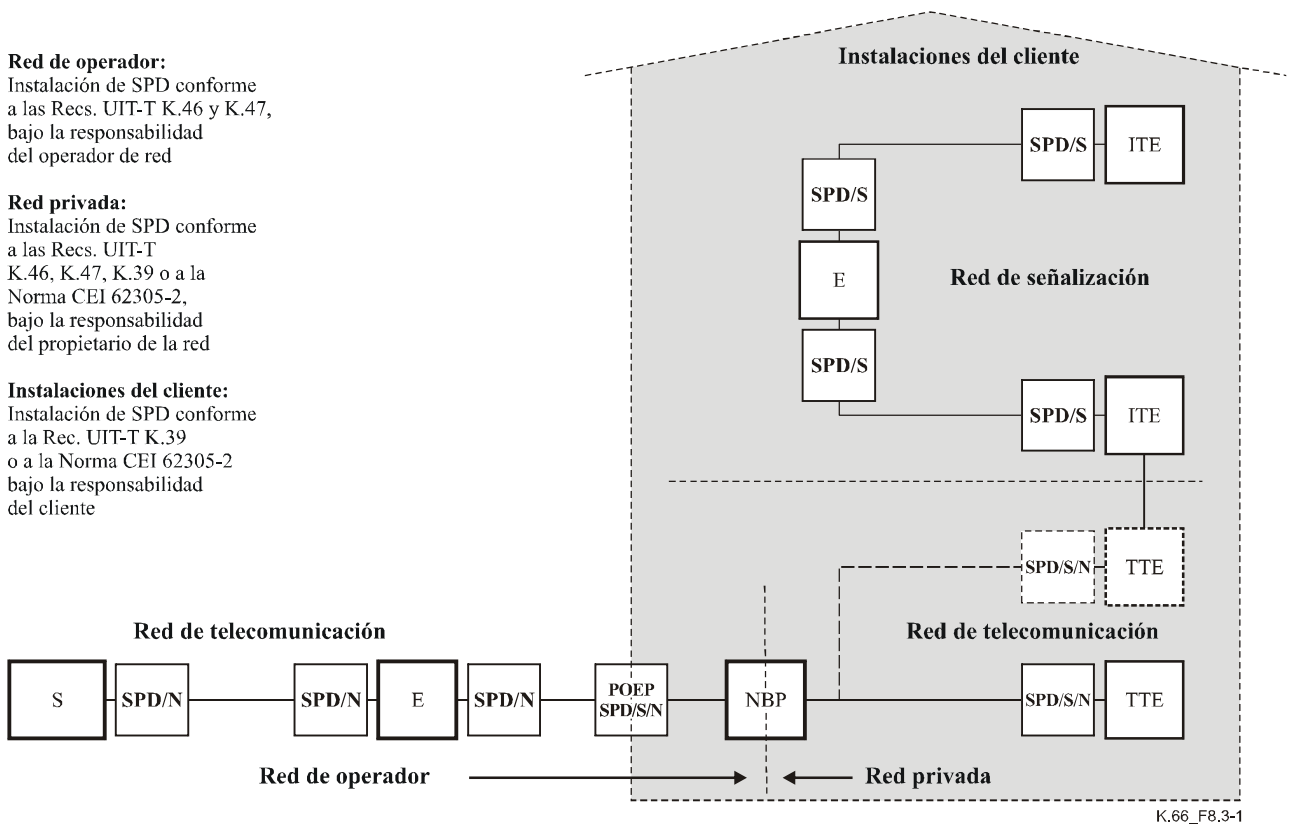 Red de operador:
Instalación de SPD conforme
a las Recs. UIT-T K.46 y K.47,
bajo la responsabilidad
del operador de red
Red privada:
Instalación de SPD conforme
a las Recs. UIT-T
K.46, K.47, K.39 o a la
Norma CEI 62305-2,
bajo la responsabilidad
del propietario de la red
Instalaciones del cliente:
Instalación de SPD conforme
a la Rec. UIT-T K.39
o a la Norma CEI 62305-2
bajo la responsabilidad
del cliente
Instalaciones del cliente
SPD/S
ITE
SPD/S
E
Red de señalización
SPD/S
SPD/S
ITE
SPD/S/N
TTE
Red de telecomunicación
Red de telecomunicación
S
SPD/N
SPD/N
E
SPD/N
POEP
SPD/S/N
NBP
SPD/S/N
TTE
Red de operador
Red privada
K.66_F8.3-1